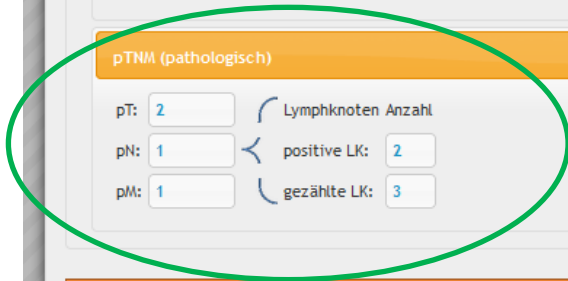 pTNM (pathologisch)
pT: 2 Lymphknoten Anzahl
pN: 1 positive LK: 2
pM: 1 gezählte LK: 3